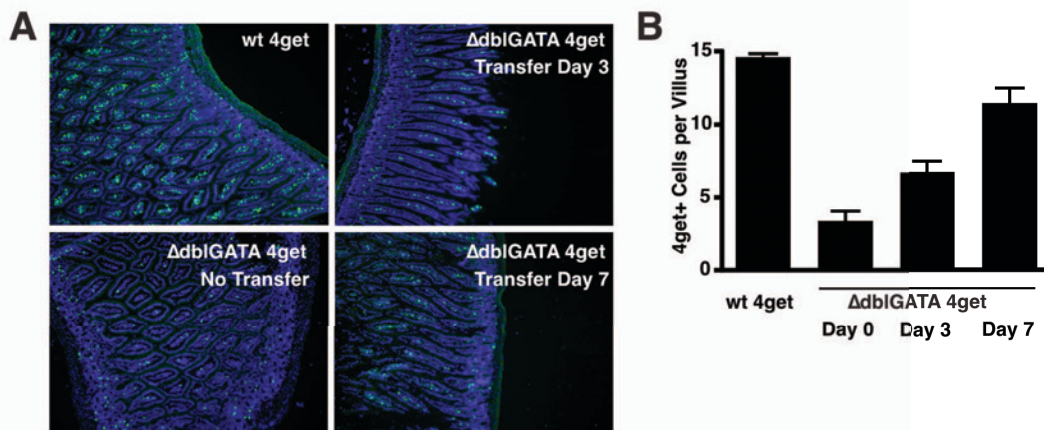 A
wt 4get
ΔdblGATA 4get
Transfer Day 3
ΔdblGATA 4get
No Transfer
ΔdblGATA 4get
Transfer Day 7
B
4get+ Cells per Villus
15
10
5
0
wt 4get
ΔdblGATA 4get
Day 0
Day 3
Day 7